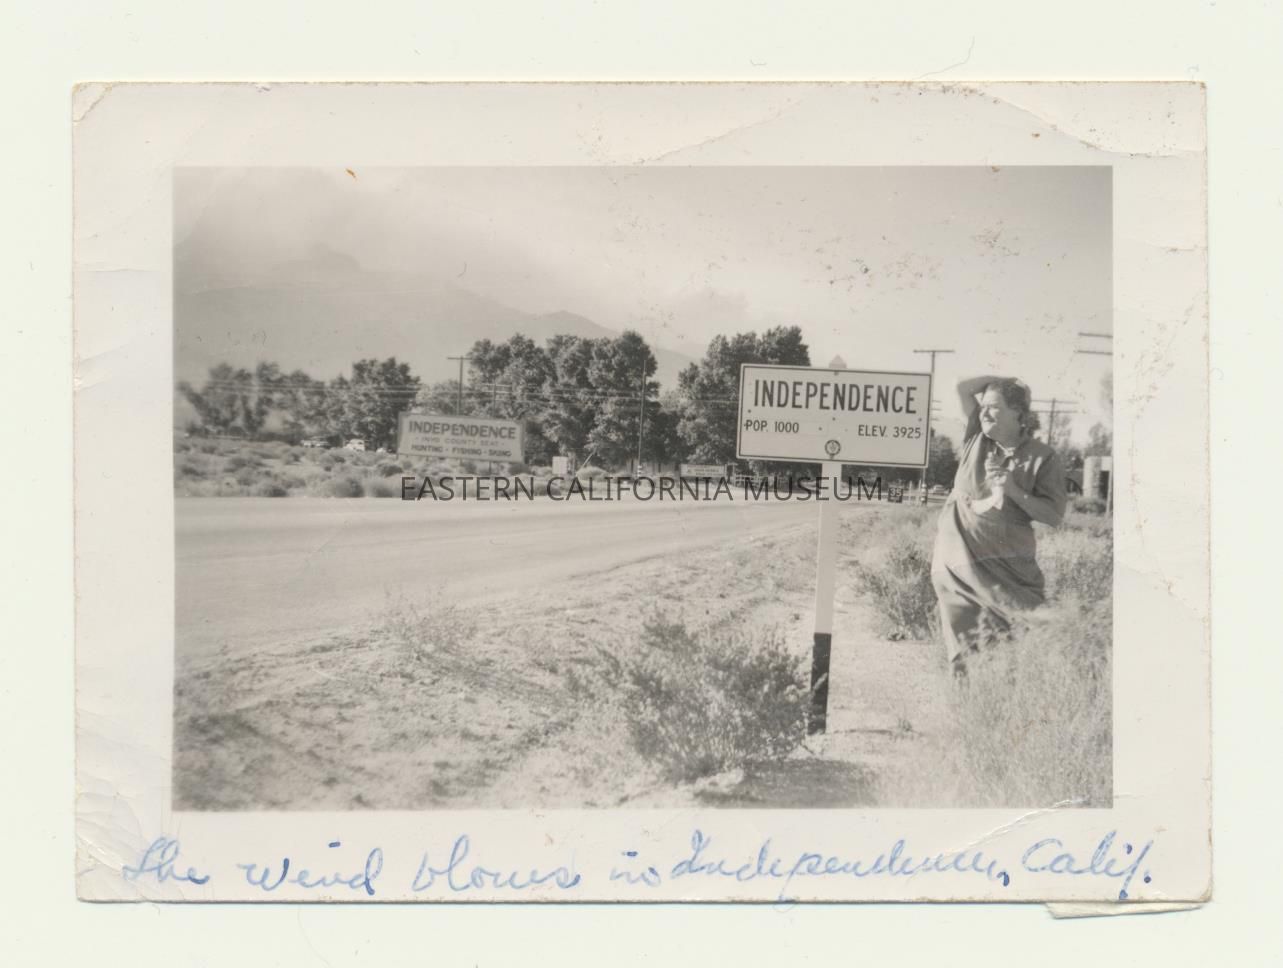 INDEPENDENCE
POP. 1000 ELEV. 3925
INDEPENDENCE
- INYO COUNTY SEAT -
HUNTING - FISHING - SKIING
35
EASTERN CALIFORNIA MUSEUM
The wind blows in Independence, Calif.